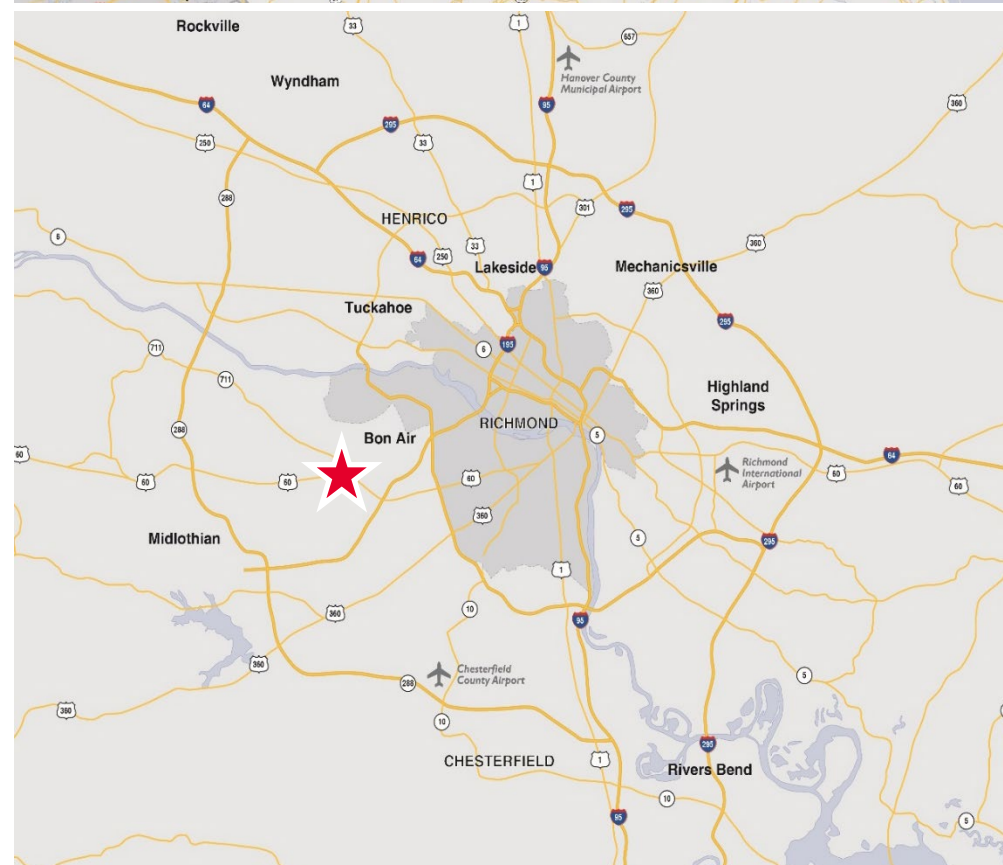 Rockville
33
1
657
Wyndham
Hanover County
Municipal Airport
64
95
360
295
250
33
1
288
301
295
HENRICO
6
33
250
64
Lakeside
95
Mechanicsville
360
360
Tuckahoe
295
195
6
711
711
Highland
Springs
288
Bon Air
RICHMOND
5
60
64
60
60
60
Richmond
International
Airport
60
60
360
Midlothian
5
295
1
10
360
95
360
Chesterfield
County Airport
5
288
360
10
295
CHESTERFIELD
1
Rivers Bend
10
95
5